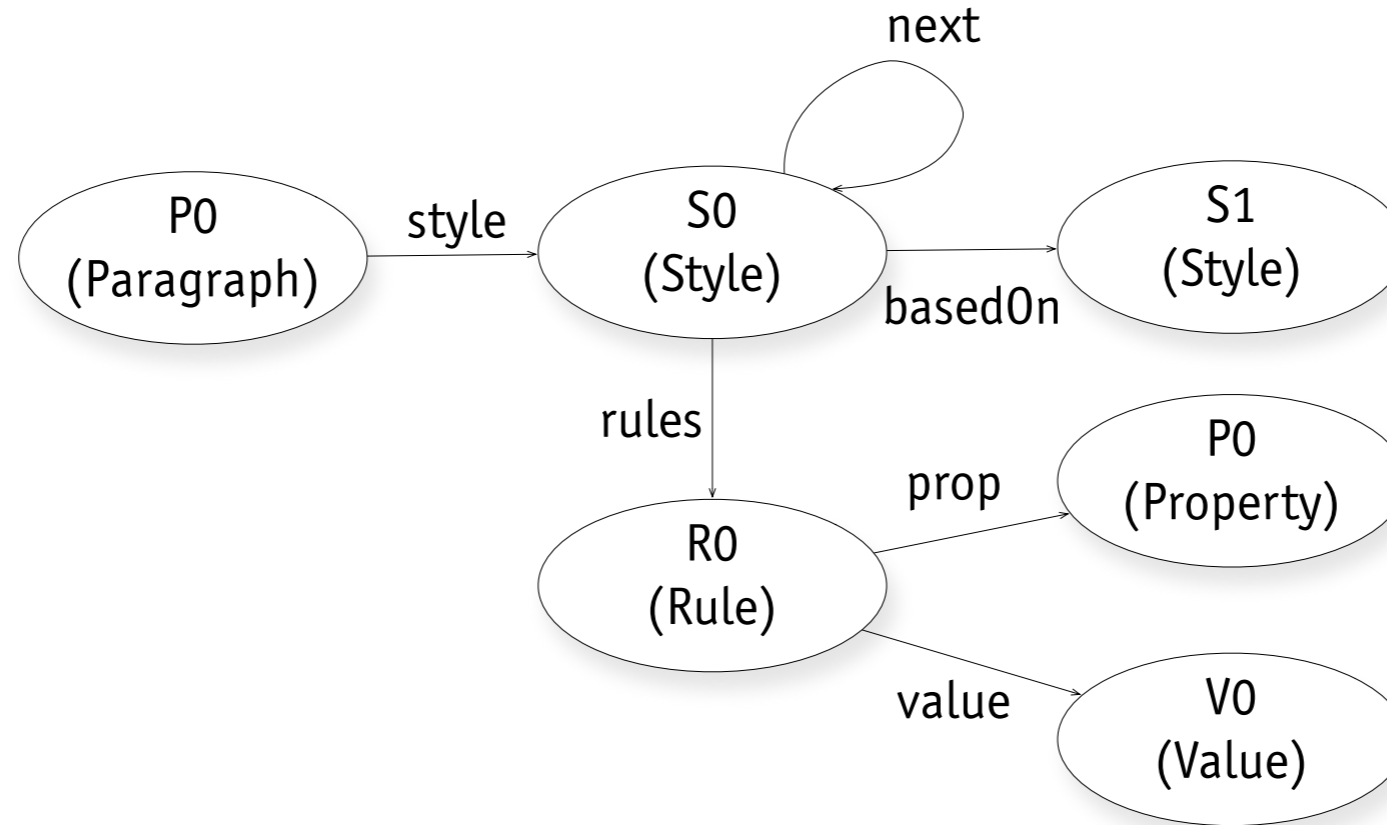 next
P0
(Paragraph)
style
S0
(Style)
basedOn
S1
(Style)
rules
R0
(Rule)
prop
P0
(Property)
value
V0
(Value)